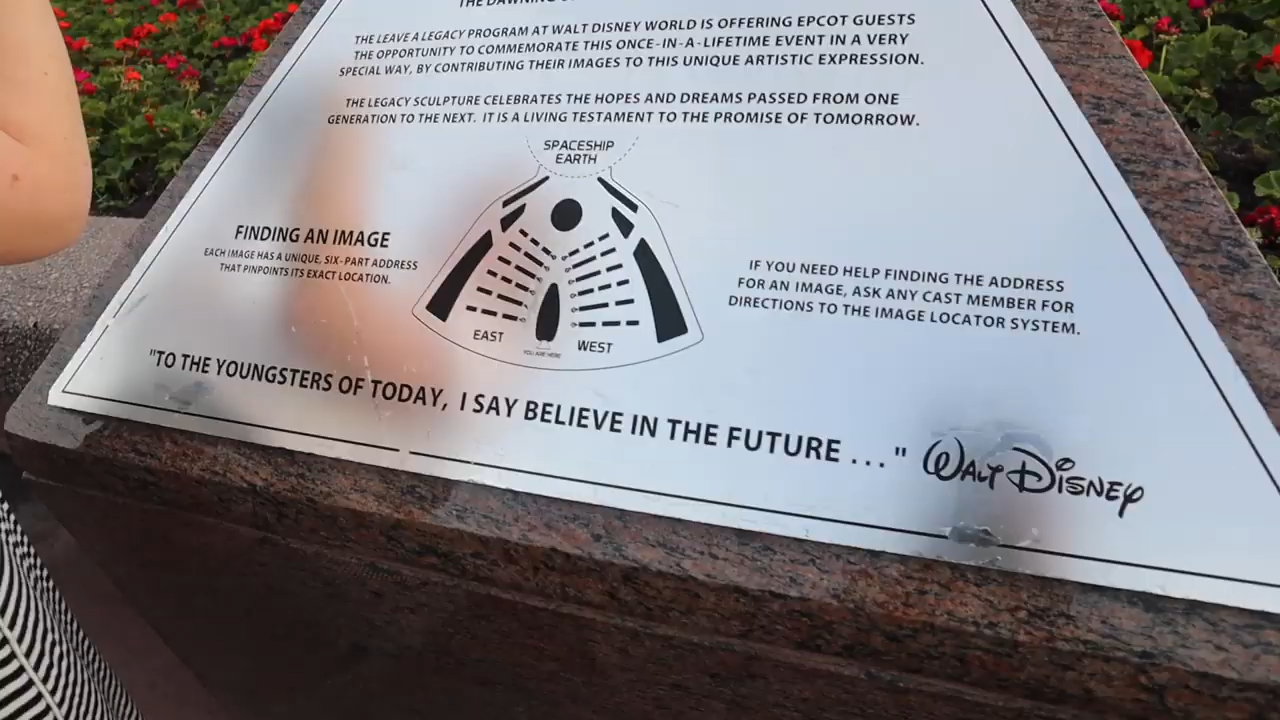 THE DAWNING
THE LEAVE A LEGACY PROGRAM AT WALT DISNEY WORLD IS OFFERING EPCOT GUESTS
THE OPPORTUNITY TO COMMEMORATE THIS ONCE-IN-A-LIFETIME EVENT IN A VERY
SPECIAL WAY, BY CONTRIBUTING THEIR IMAGES TO THIS UNIQUE ARTISTIC EXPRESSION.
THE LEGACY SCULPTURE CELEBRATES THE HOPES AND DREAMS PASSED FROM ONE
GENERATION TO THE NEXT. IT IS A LIVING TESTAMENT TO THE PROMISE OF TOMORROW.
SPACESHIP
EARTH
FINDING AN IMAGE
EACH IMAGE HAS A UNIQUE, SIX-PART ADDRESS
THAT PINPOINTS ITS EXACT LOCATION.
EAST
WEST
YOU ARE HERE
IF YOU NEED HELP FINDING THE ADDRESS
FOR AN IMAGE, ASK ANY CAST MEMBER FOR
DIRECTIONS TO THE IMAGE LOCATOR SYSTEM.
"TO THE YOUNGSTERS OF TODAY, I SAY BELIEVE IN THE FUTURE ..." WALT DISNEY